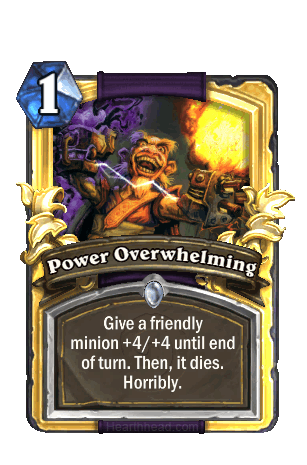 1
Power Overwhelming
Give a friendly
minion +4/+4 until end
of turn. Then, it dies.
Horribly.
Hearthhead.com